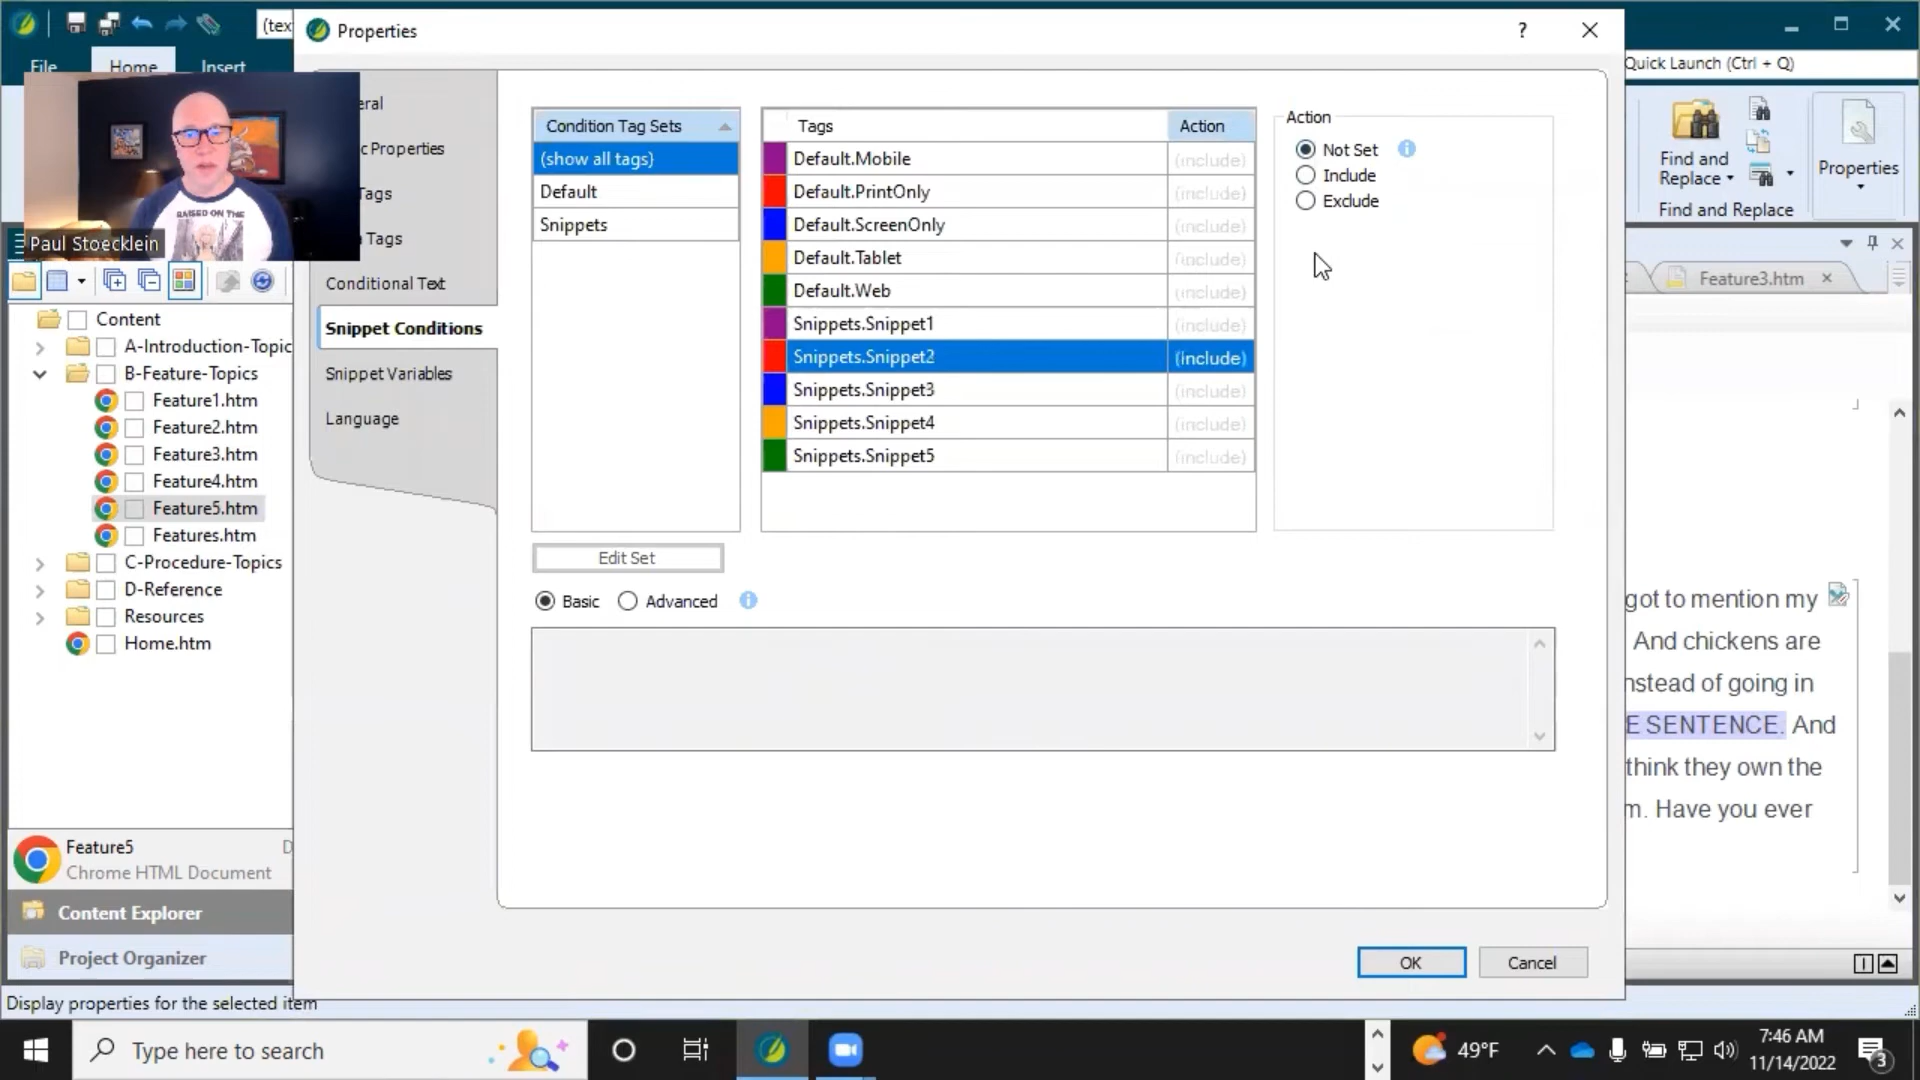 (tex
Properties
?
Quick Launch (Ctrl + Q)
File
Home
Insert
RAISED ON THE
Paul Stoecklein
eral
c Properties
Tags
Tags
Conditional Text
Snippet Conditions
Snippet Variables
Language
Condition Tag Sets
(show all tags)
Default
Snippets
Tags
Action
Default.Mobile
(include)
Default.PrintOnly
(include)
Default.ScreenOnly
(include)
Default.Tablet
(include)
Default.Web
(include)
Snippets.Snippet1
(include)
Snippets.Snippet2
(include)
Snippets.Snippet3
(include)
Snippets.Snippet4
(include)
Snippets.Snippet5
(include)
Action
Not Set
Include
Exclude
Edit Set
Basic
Advanced
OK
Cancel
Find and
Replace
Find and Replace
Properties
Feature3.htm
got to mention my
And chickens are
nstead of going in
E SENTENCE. And
think they own the
m. Have you ever
Content
A-Introduction-Topic
B-Feature-Topics
Feature1.htm
Feature2.htm
Feature3.htm
Feature4.htm
Feature5.htm
Features.htm
C-Procedure-Topics
D-Reference
Resources
Home.htm
Feature5
D
Chrome HTML Document
Content Explorer
Project Organizer
Display properties for the selected item
Type here to search
49°F
7:46 AM
11/14/2022
3